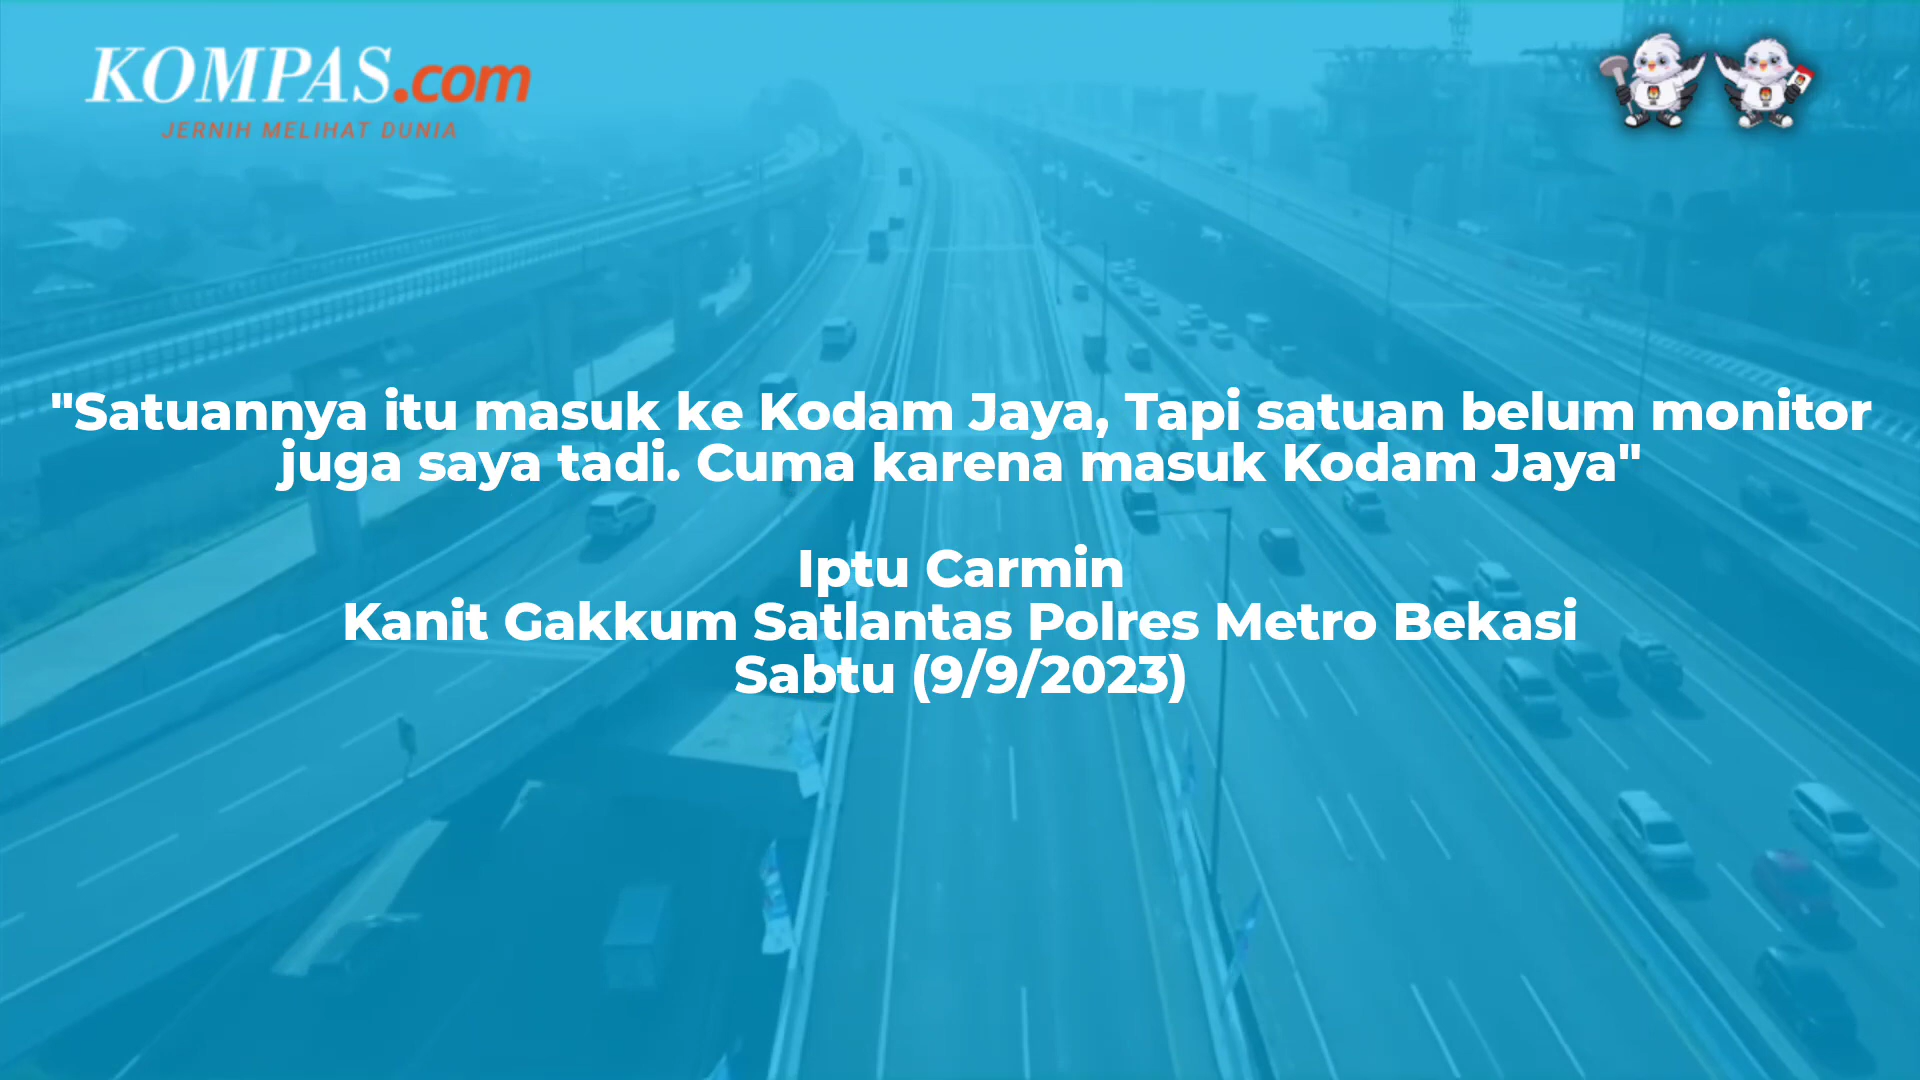 KOMPAS.com
JERNIH MELIHAT DUNIA
"Satuannya itu masuk ke Kodam Jaya, Tapi satuan belum monitor
juga saya tadi. Cuma karena masuk Kodam Jaya"
Iptu Carmin
Kanit Gakkum Satlantas Polres Metro Bekasi
Sabtu (9/9/2023)